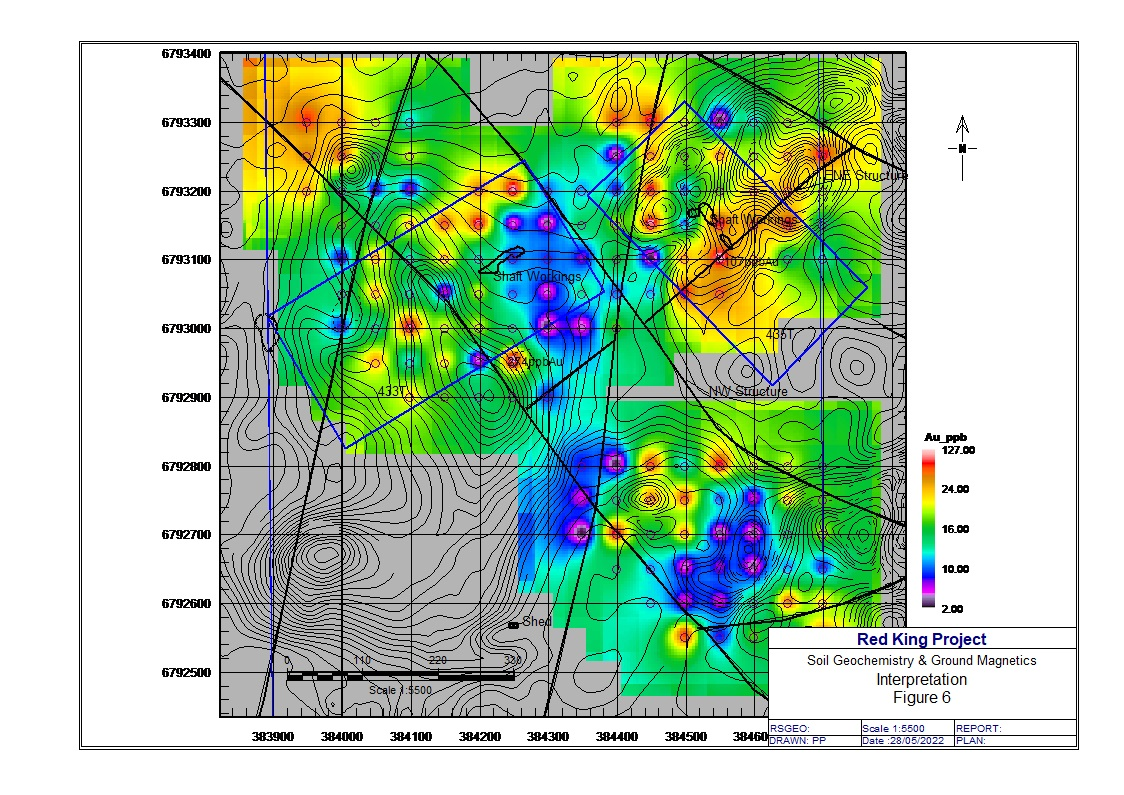 6793400
6793300
6793200
6793100
6793000
6792900
6792800
6792700
6792600
6792500
N
ENE Structure
Shaft Workings
107ppbAu
Shaft Workings
435T
274ppbAu
433T
NW Structure
Shed
0 110 220 330
Scale 1:5500
383900 384000 384100 384200 384300 384400 384500 384600
Au_ppb
127.00
24.00
16.00
10.00
2.00
Red King Project
Soil Geochemistry & Ground Magnetics
Interpretation
Figure 6
RSGEO: Scale 1:5500 REPORT:
DRAWN: PP Date :28/05/2022 PLAN: